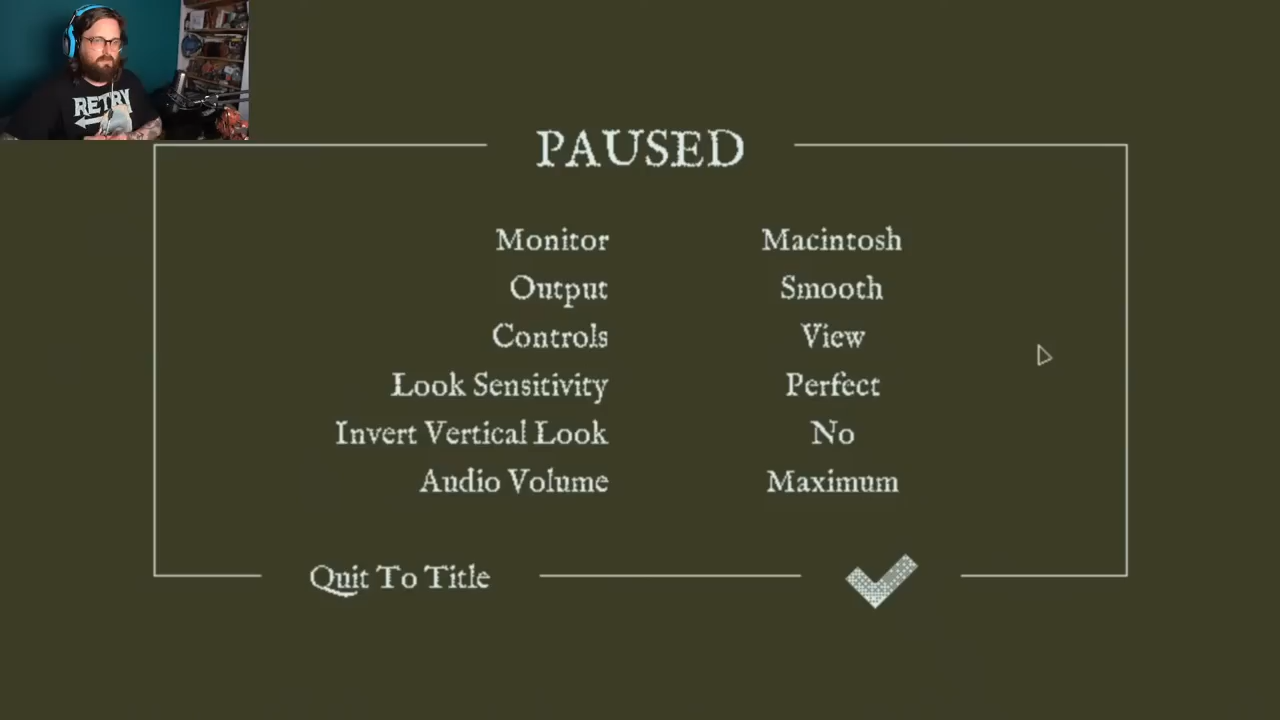 RETRY
PAUSED
Monitor Macintosh
Output Smooth
Controls View
Look Sensitivity Perfect
Invert Vertical Look No
Audio Volume Maximum
Quit To Title